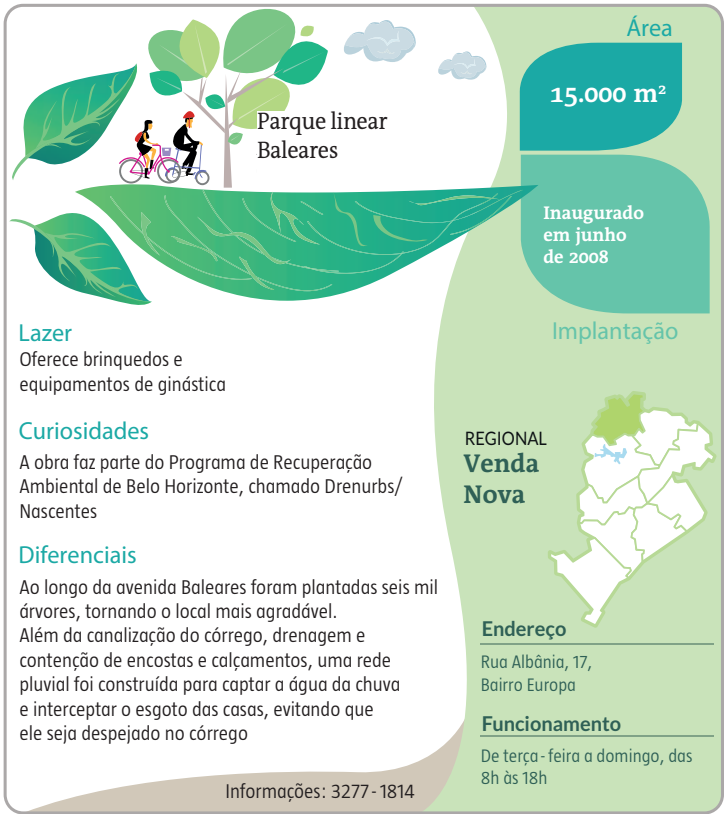 Área
15.000 m²
Parque linear
Baleares
Inaugurado
em junho
de 2008
Implantação
Lazer
Oferece brinquedos e
equipamentos de ginástica
Curiosidades
A obra faz parte do Programa de Recuperação
Ambiental de Belo Horizonte, chamado Drenurbs/
Nascentes
Diferenciais
Ao longo da avenida Baleares foram plantadas seis mil
árvores, tornando o local mais agradável.
Além da canalização do córrego, drenagem e
contenção de encostas e calçamentos, uma rede
pluvial foi construída para captar a água da chuva
e interceptar o esgoto das casas, evitando que
ele seja despejado no córrego
Informações: 3277-1814
REGIONAL
Venda
Nova
Endereço
Rua Albânia, 17,
Bairro Europa
Funcionamento
De terça-feira a domingo, das
8h às 18h